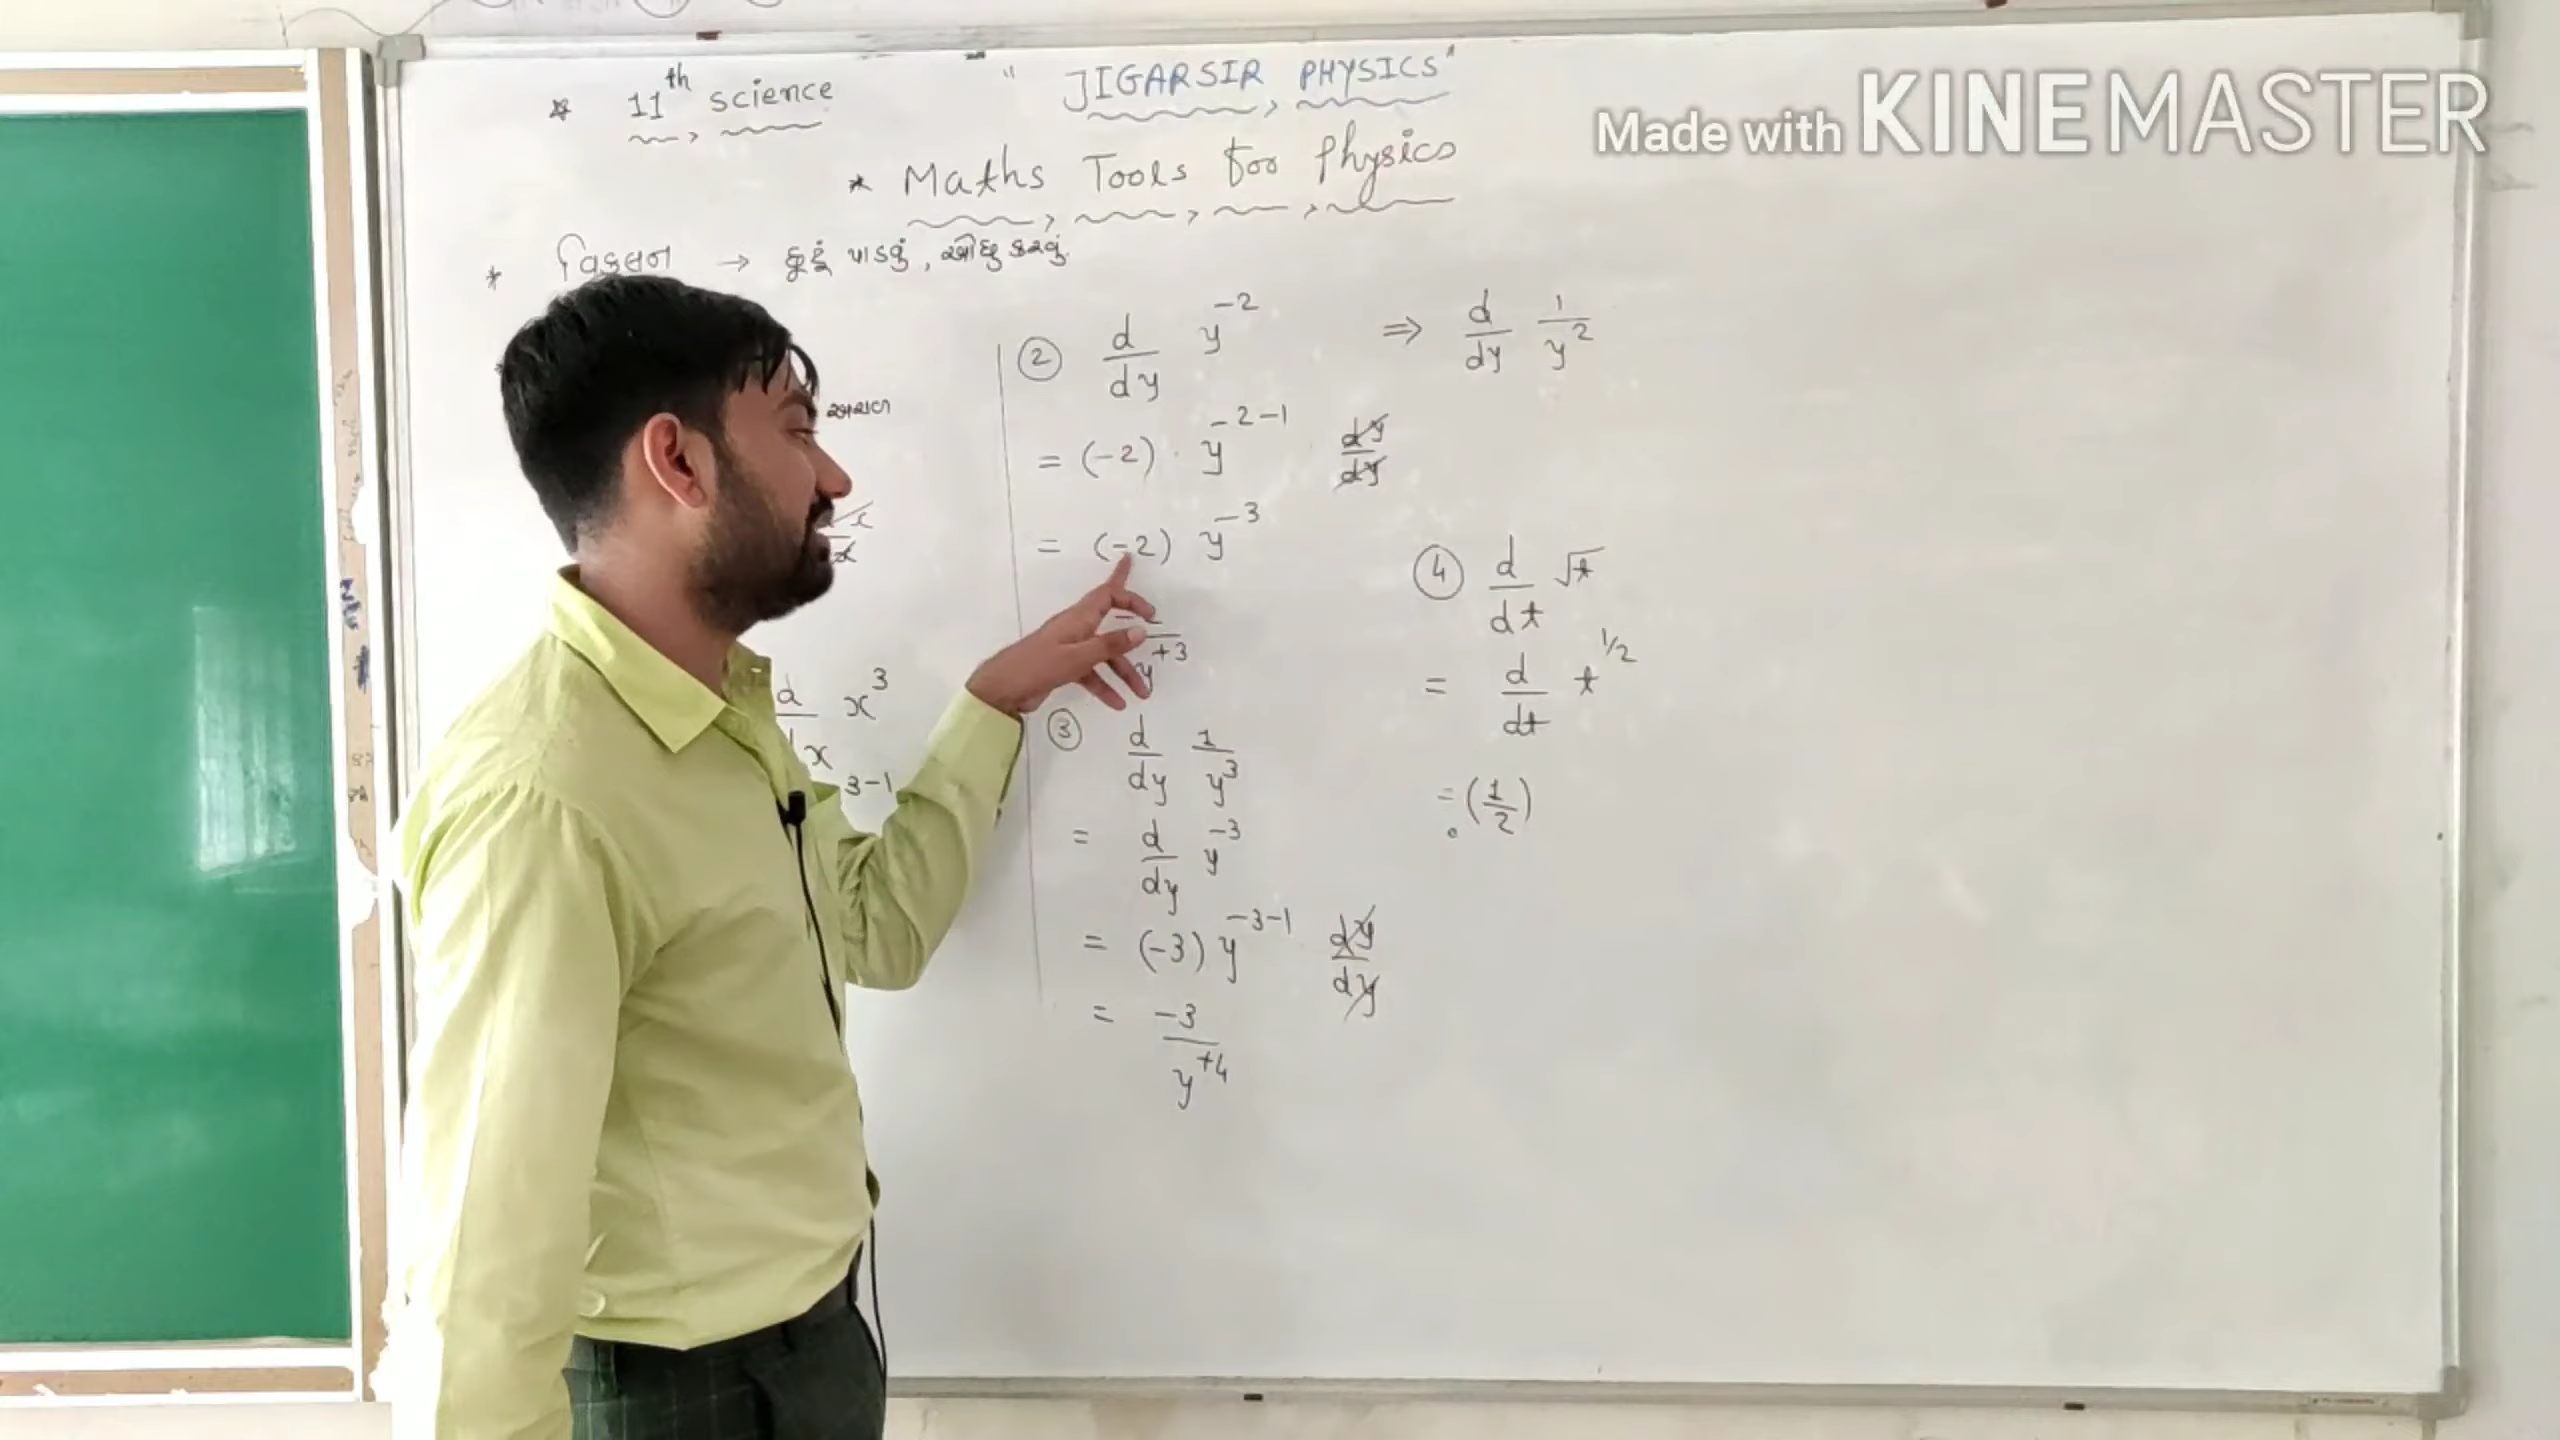 Made with KINEMASTER
* 11th science
" JIGARSIR PHYSICS "
* Maths Tools for Physics
* વિકલન → છૂટું પાડવું, ઓછુ કરવું.
d/dx x^3
3-1
② d/dy y^-2 ⇒ d/dy 1/y^2
= (-2) · y^-2-1 dy/dy
= (-2) y^-3
y^+3
③ d/dy 1/y^3
= d/dy y^-3
= (-3) y^-3-1 dy/dy
= -3/y^+4
④ d/dt √t
= d/dt t^1/2
= (1/2)